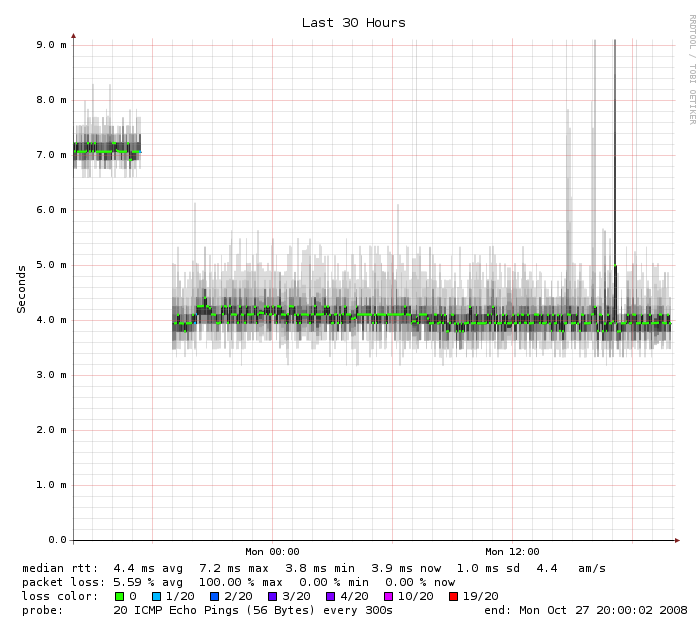 Last 30 Hours
RRDTOOL / TOBI OETIKER
Seconds
9.0 m
8.0 m
7.0 m
6.0 m
5.0 m
4.0 m
3.0 m
2.0 m
1.0 m
0.0
Mon 00:00 Mon 12:00
median rtt: 4.4 ms avg 7.2 ms max 3.8 ms min 3.9 ms now 1.0 ms sd 4.4 am/s
packet loss: 5.59 % avg 100.00 % max 0.00 % min 0.00 % now
loss color: 0 1/20 2/20 3/20 4/20 10/20 19/20
probe: 20 ICMP Echo Pings (56 Bytes) every 300s end: Mon Oct 27 20:00:02 2008